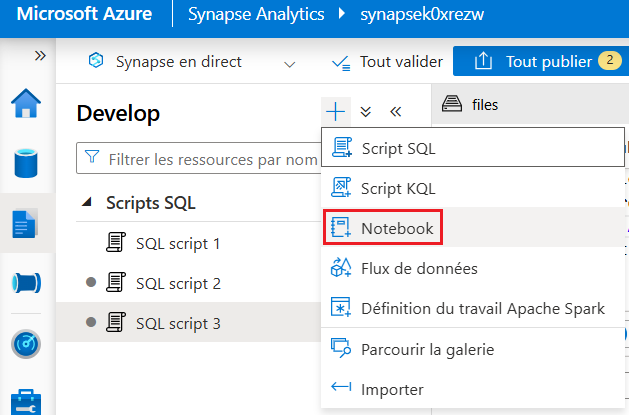 Microsoft Azure Synapse Analytics synapsek0xrezw
Synapse en direct Tout valider Tout publier 2
Develop
files
Filtrer les ressources par nom
Scripts SQL
SQL script 1
SQL script 2
SQL script 3
Script SQL
Script KQL
Notebook
Flux de données
Définition du travail Apache Spark
Parcourir la galerie
Importer